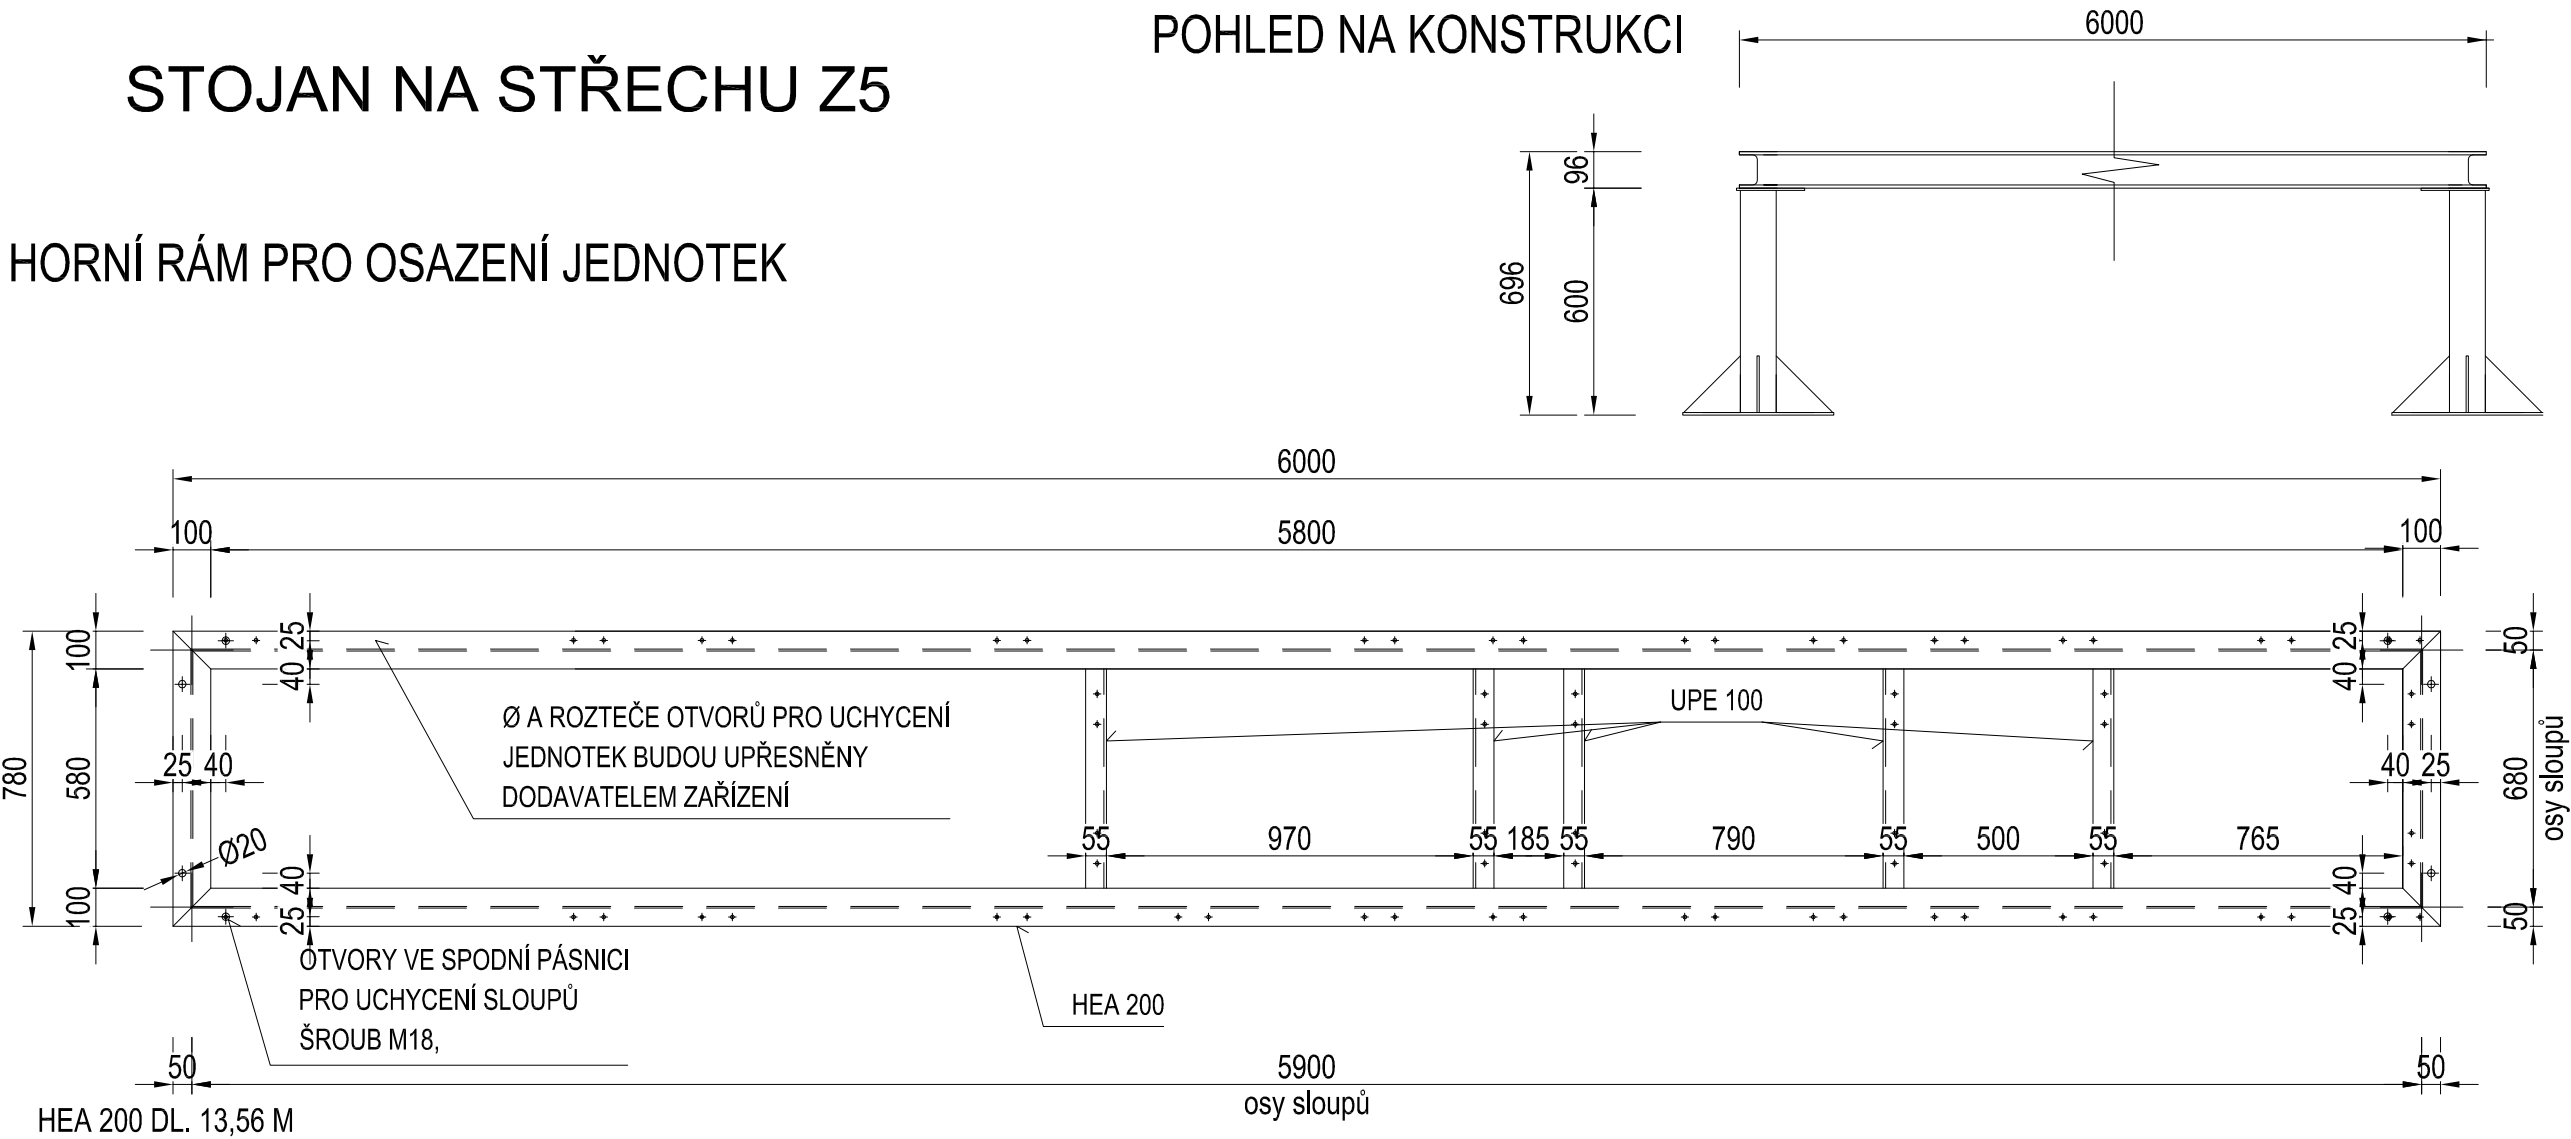 POHLED NA KONSTRUKCI
6000
STOJAN NA STŘECHU Z5
96
696
600
HORNÍ RÁM PRO OSAZENÍ JEDNOTEK
6000
100
5800
100
780
100
580
100
25
40
25
40
50
680
osy sloupů
50
UPE 100
Ø A ROZTEČE OTVORŮ PRO UCHYCENÍ
JEDNOTEK BUDOU UPŘESNĚNY
DODAVATELEM ZAŘÍZENÍ
25 40
40 25
Ø20
55
970
55
185
55
790
55
500
55
765
40
25
40
25
OTVORY VE SPODNÍ PÁSNICI
PRO UCHYCENÍ SLOUPŮ
ŠROUB M18,
HEA 200
50
5900
osy sloupů
50
HEA 200 DL. 13,56 M